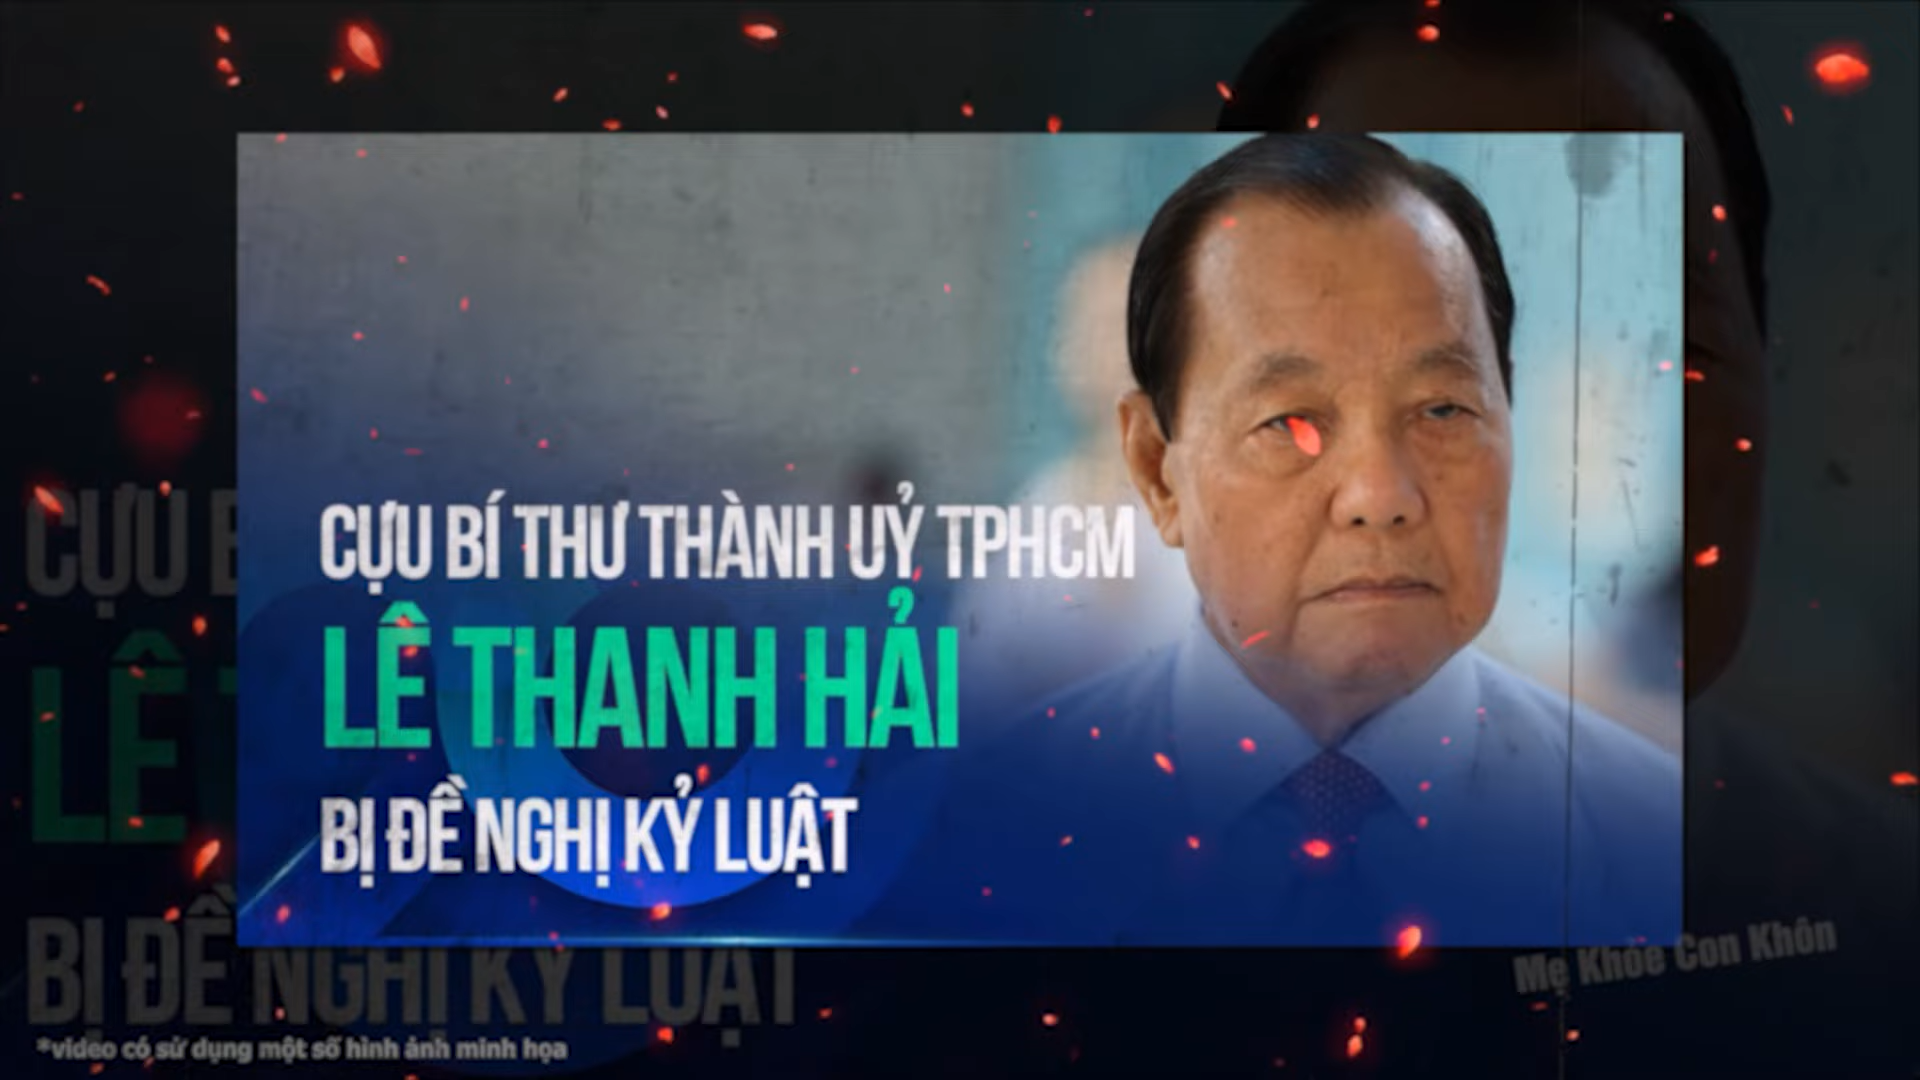 CỰU BÍ THƯ THÀNH UỶ TPHCM
LÊ THANH HẢI
BỊ ĐỀ NGHỊ KỶ LUẬT
Mẹ Khỏe Con Khôn
*video có sử dụng một số hình ảnh minh họa